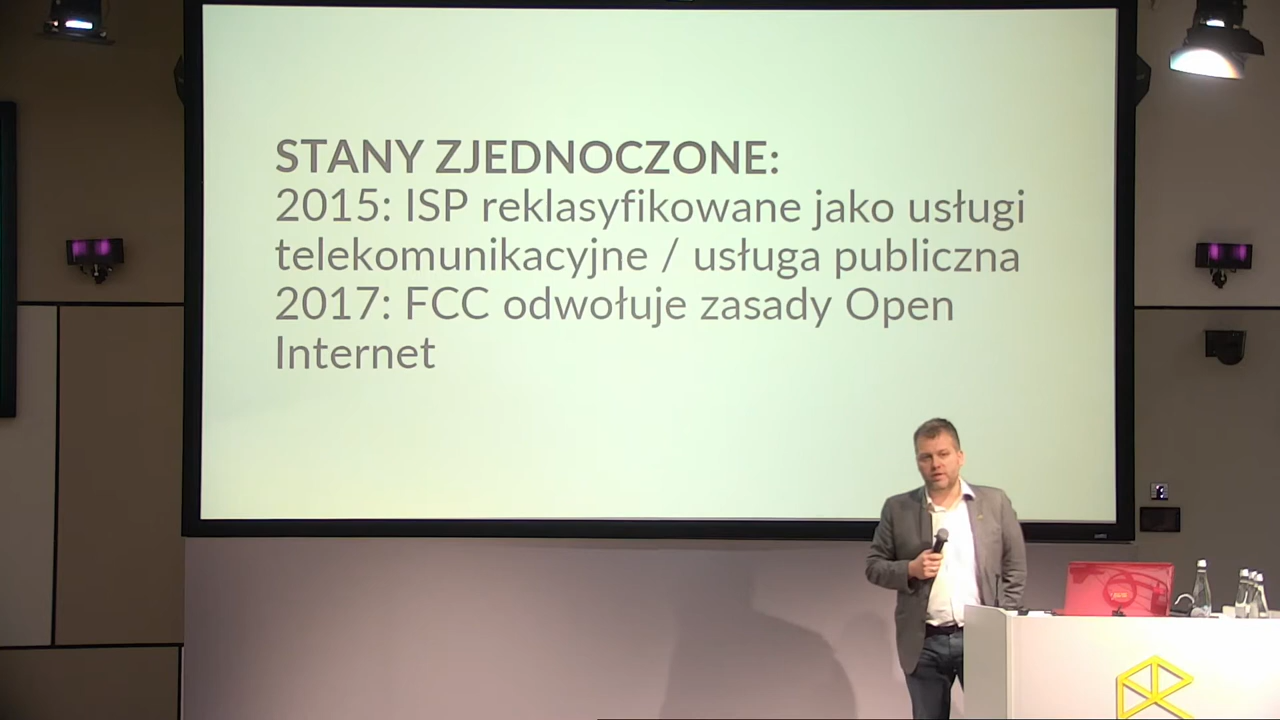 STANY ZJEDNOCZONE:
2015: ISP reklasyfikowane jako usługi
telekomunikacyjne / usługa publiczna
2017: FCC odwołuje zasady Open
Internet